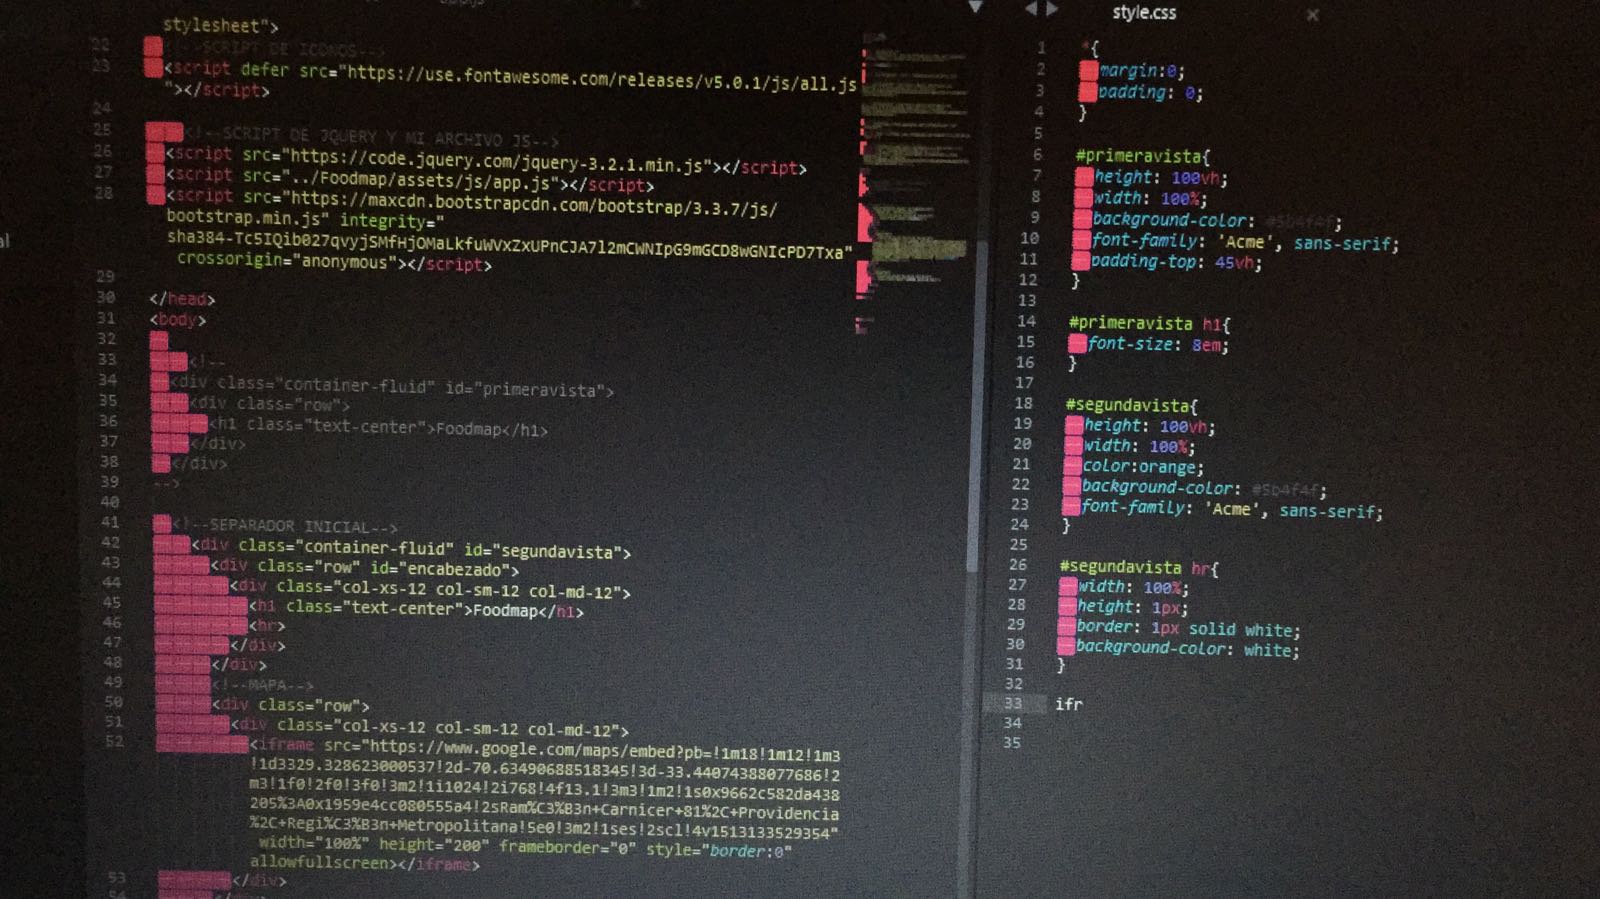 stylesheet">
22 <!--SCRIPT DE ICONOS-->
23 <script defer src="https://use.fontawesome.com/releases/v5.0.1/js/all.js
"></script>
24
25 <!--SCRIPT DE JQUERY Y MI ARCHIVO JS-->
26 <script src="https://code.jquery.com/jquery-3.2.1.min.js"></script>
27 <script src="../Foodmap/assets/js/app.js"></script>
28 <script src="https://maxcdn.bootstrapcdn.com/bootstrap/3.3.7/js/
bootstrap.min.js" integrity="
sha384-Tc5IQib027qvyjSMfHjOMaLkfuWVxZxUPnCJA7l2mCWNIpG9mGCD8wGNIcPD7Txa"
crossorigin="anonymous"></script>
29
30 </head>
31 <body>
32
33 <!--
34 <div class="container-fluid" id="primeravista">
35 <div class="row">
36 <h1 class="text-center">Foodmap</h1>
37 </div>
38 </div>
39 -->
40
41 <!--SEPARADOR INICIAL-->
42 <div class="container-fluid" id="segundavista">
43 <div class="row" id="encabezado">
44 <div class="col-xs-12 col-sm-12 col-md-12">
45 <h1 class="text-center">Foodmap</h1>
46 <hr>
47 </div>
48 </div>
49 <!--MAPA-->
50 <div class="row">
51 <div class="col-xs-12 col-sm-12 col-md-12">
52 <iframe src="https://www.google.com/maps/embed?pb=!1m18!1m12!1m3
!1d3329.328623000537!2d-70.63490688518345!3d-33.44074388077686!2
m3!1f0!2f0!3f0!3m2!1i1024!2i768!4f13.1!3m3!1m2!1s0x9662c582da438
205%3A0x1959e4cc080555a4!2sRam%C3%B3n+Carnicer+81%2C+Providencia
%2C+Regi%C3%B3n+Metropolitana!5e0!3m2!1ses!2scl!4v1513133529354"
width="100%" height="200" frameborder="0" style="border:0"
allowfullscreen></iframe>
53 </div>
54
style.css
1 *{
2 margin:0;
3 padding: 0;
4 }
5
6 #primeravista{
7 height: 100vh;
8 width: 100%;
9 background-color: #5b4f4f;
10 font-family: 'Acme', sans-serif;
11 padding-top: 45vh;
12 }
13
14 #primeravista h1{
15 font-size: 8em;
16 }
17
18 #segundavista{
19 height: 100vh;
20 width: 100%;
21 color:orange;
22 background-color: #5b4f4f;
23 font-family: 'Acme', sans-serif;
24 }
25
26 #segundavista hr{
27 width: 100%;
28 height: 1px;
29 border: 1px solid white;
30 background-color: white;
31 }
32
33 ifr
34
35